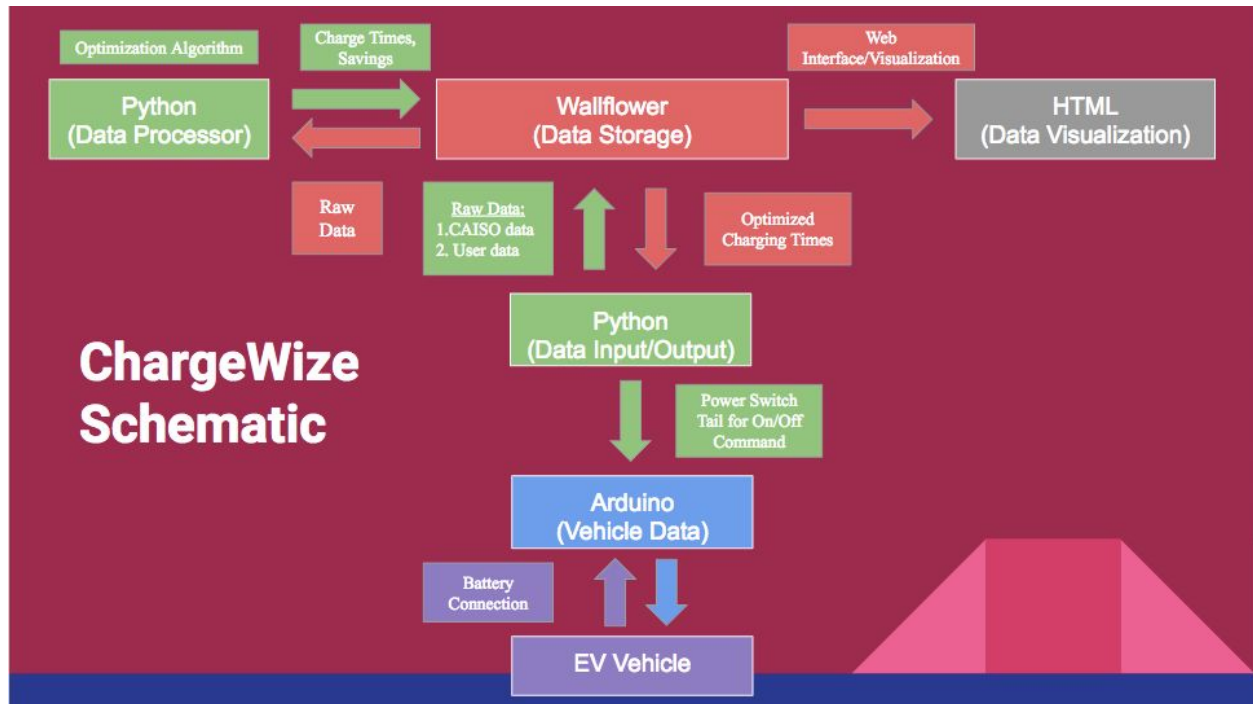 Optimization Algorithm
Charge Times,
Savings
Web
Interface/Visualization
Python
(Data Processor)
Wallflower
(Data Storage)
HTML
(Data Visualization)
Raw
Data
Raw Data:
1.CAISO data
2. User data
Optimized
Charging Times
Python
(Data Input/Output)
ChargeWize
Schematic
Power Switch
Tail for On/Off
Command
Arduino
(Vehicle Data)
Battery
Connection
EV Vehicle